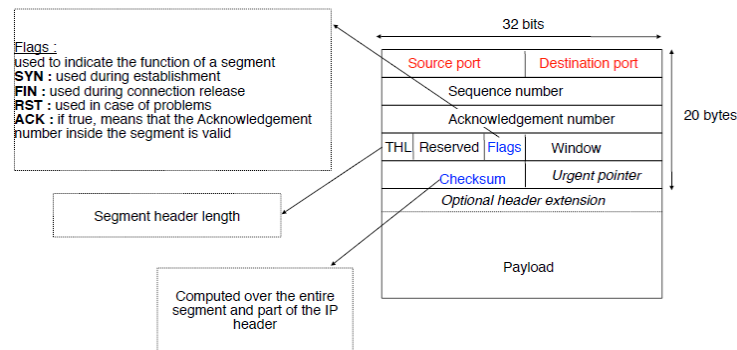 32 bits
Flags :
used to indicate the function of a segment
SYN : used during establishment
FIN : used during connection release
RST : used in case of problems
ACK : if true, means that the Acknowledgement
number inside the segment is valid
Source port Destination port
Sequence number
Acknowledgement number
20 bytes
THL Reserved Flags Window
Checksum Urgent pointer
Optional header extension
Segment header length
Payload
Computed over the entire
segment and part of the IP
header